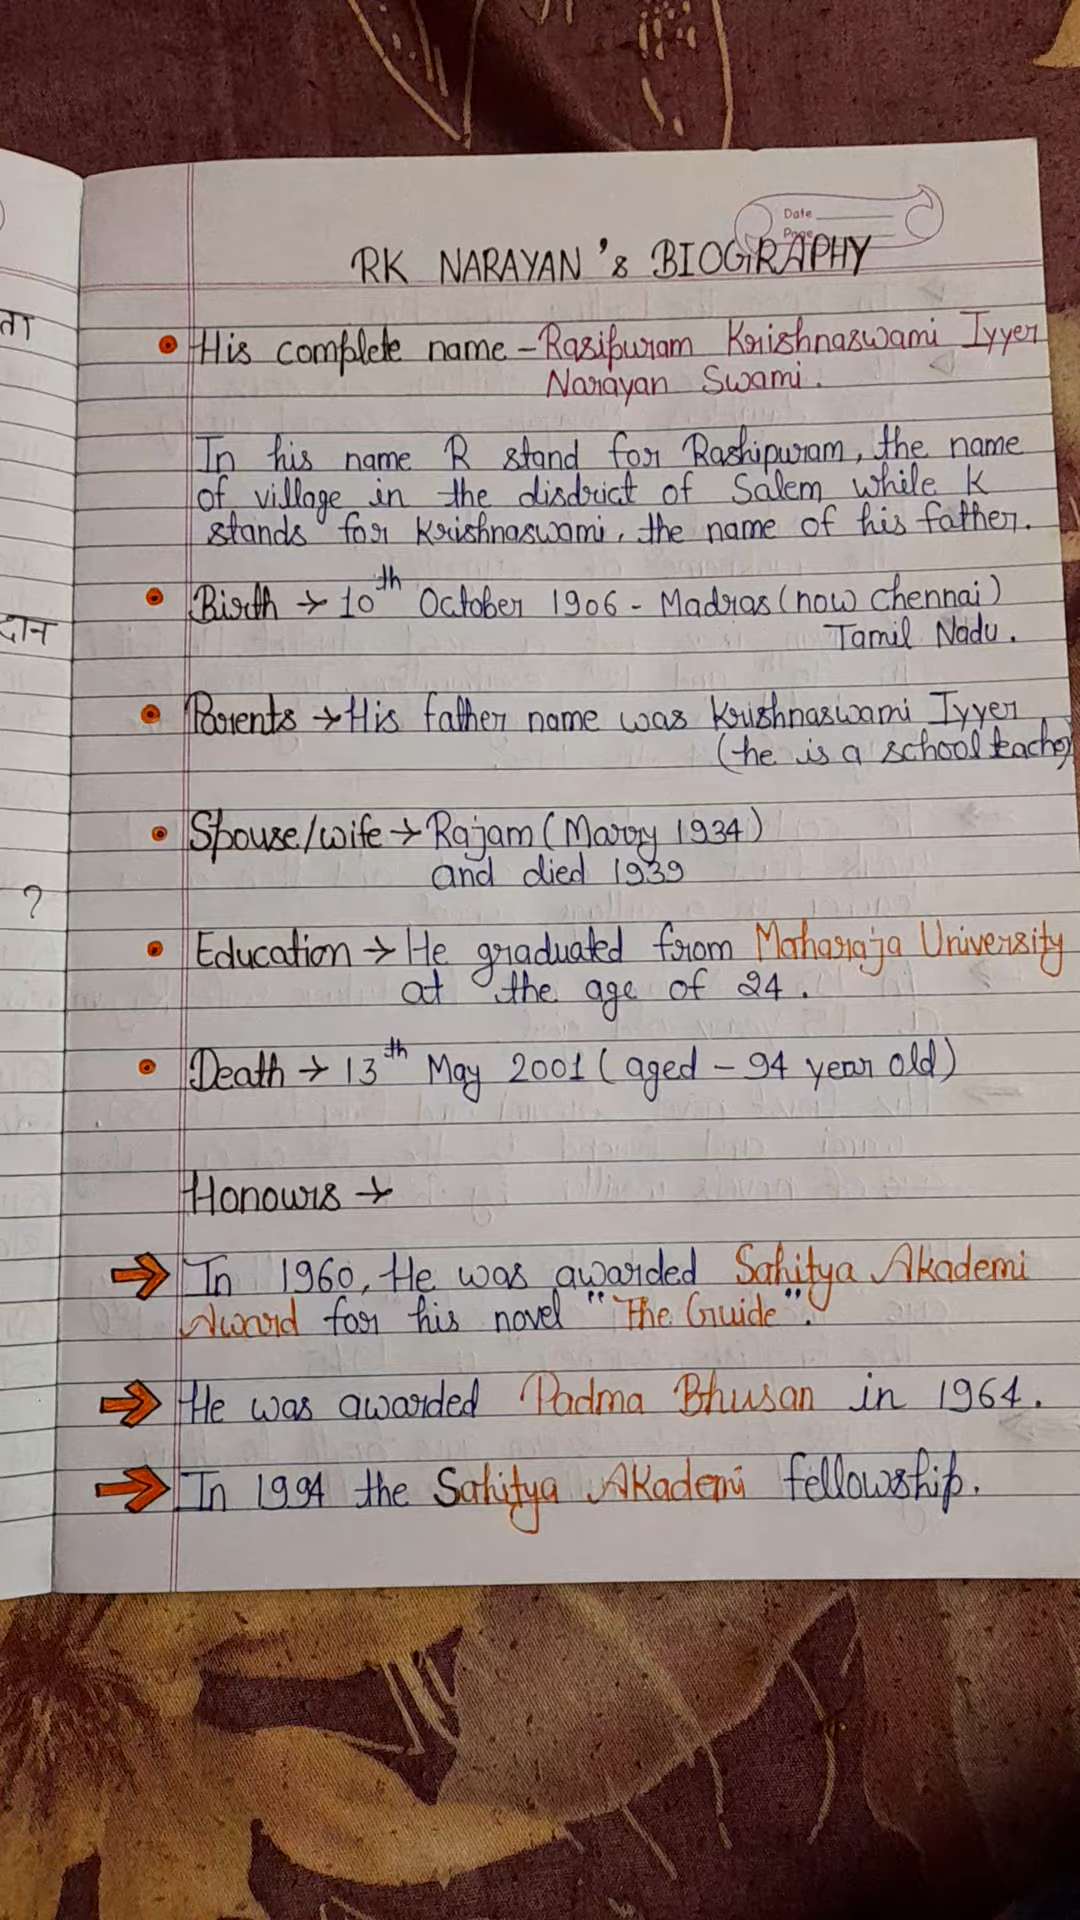 Date
Page
RK NARAYAN's BIOGRAPHY
ता
• His complete name - Rasipuram Krishnaswami Iyyer
Narayan Swami.
In his name R stand for Rashipuram, the name
of village in the disdrict of Salem while K
stands for Krishnaswami, the name of his father.
• Birth → 10th October 1906 - Madras (now Chennai)
Tamil Nadu.
दान
• Parents → His father name was Krishnaswami Iyyer
(he is a school teacher)
• Spouse/wife → Rajam (Marry 1934)
and died 1939
?
• Education → He graduated from Maharaja University
at the age of 24.
• Death → 13th May 2001 (aged - 94 year old)
Honours →
→ In 1960, He was awarded Sahitya Akademi
Award for his novel "The Guide".
→ He was awarded Padma Bhusan in 1964.
→ In 1994 the Sahitya Akademi fellowship.